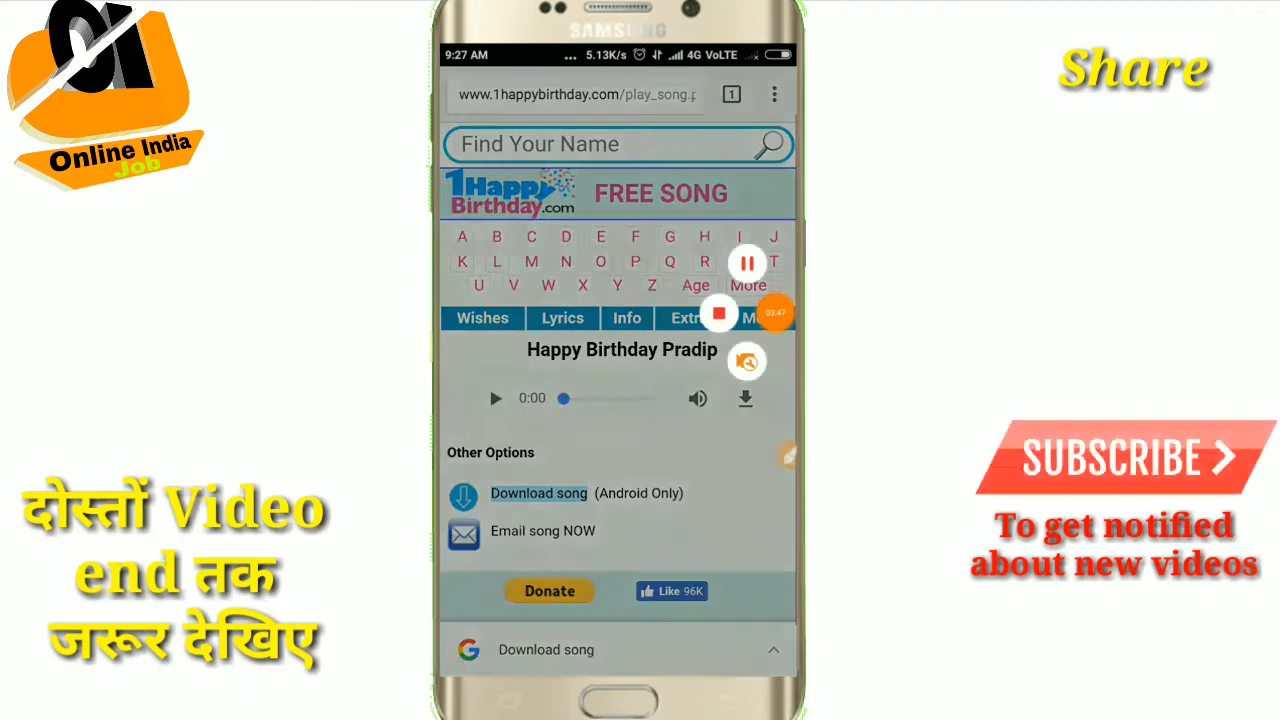 Online India
Job
SAMSUNG
9:27 AM ... 5.13K/s 4G VoLTE
www.1happybirthday.com/play_song.p
1
Find Your Name
1Happy
Birthday.com
FREE SONG
A B C D E F G H I J
K L M N O P Q R T
U V W X Y Z Age More
Wishes Lyrics Info Extr M
03:47
Happy Birthday Pradip
0:00
Other Options
Download song (Android Only)
Email song NOW
Donate
Like 96K
Download song
दोस्तों Video
end तक
जरूर देखिए
Share
SUBSCRIBE
To get notified
about new videos